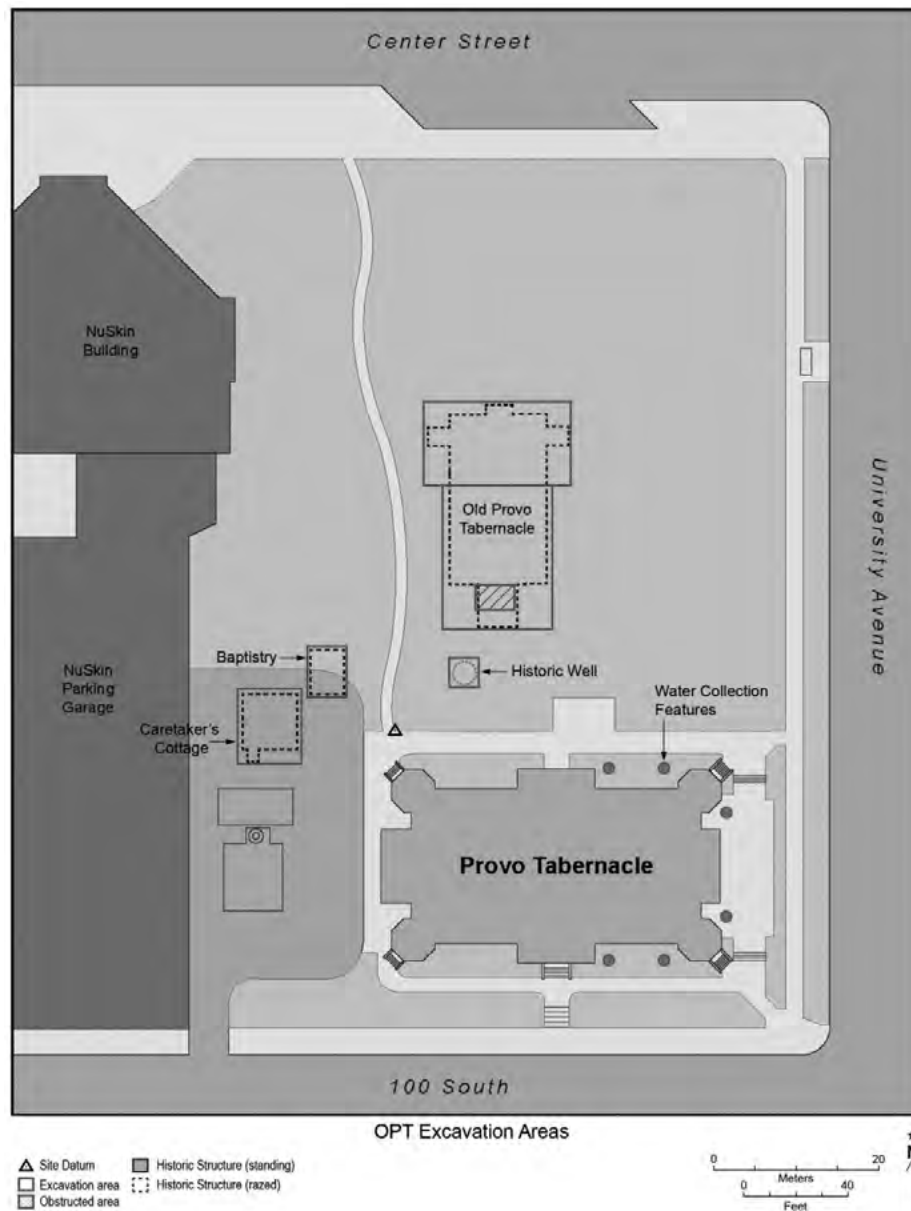 Center Street
NuSkin
Building
University Avenue
Old Provo
Tabernacle
Baptistry
Historic Well
NuSkin
Parking
Garage
Water Collection
Features
Caretaker's
Cottage
Provo Tabernacle
100 South
OPT Excavation Areas
Site Datum
Historic Structure (standing)
Excavation area
Historic Structure (razed)
Obstructed area
0 20
Meters
0 40
Feet